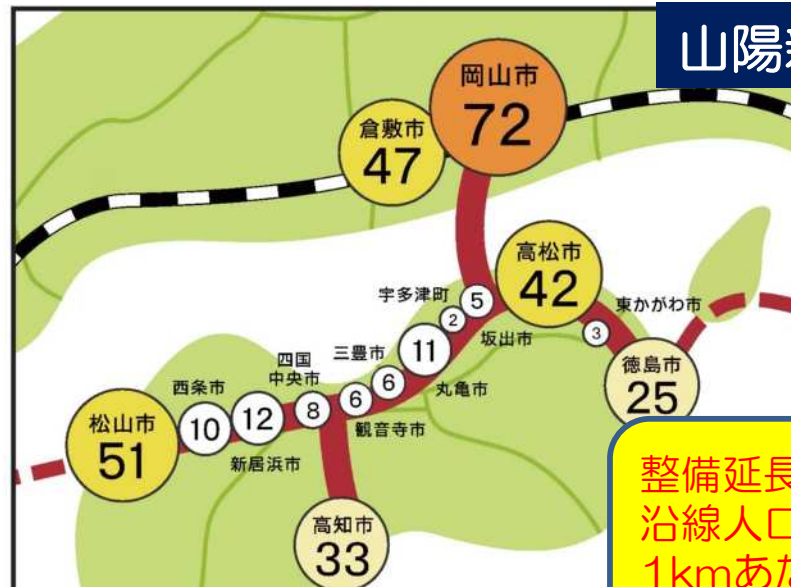 山陽新
岡山市
72
倉敷市
47
高松市
42
宇多津町
5
2
坂出市
東かがわ市
3
徳島市
25
三豊市
11
丸亀市
四国
中央市
6
6
観音寺市
西条市
8
12
10
新居浜市
松山市
51
高知市
33
整備延長
沿線人口
1kmあた